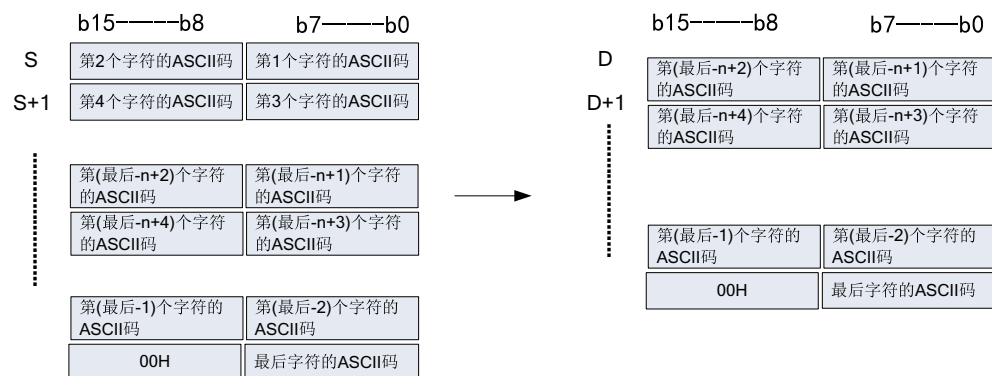 b15————b8 b7————b0
S 第2个字符的ASCII码 第1个字符的ASCII码
S+1 第4个字符的ASCII码 第3个字符的ASCII码
第(最后-n+2)个字符 第(最后-n+1)个字符
的ASCII码 的ASCII码
第(最后-n+4)个字符 第(最后-n+3)个字符
的ASCII码 的ASCII码
第(最后-1)个字符的 第(最后-2)个字符的
ASCII码 ASCII码
00H 最后字符的ASCII码
b15————b8 b7————b0
D 第(最后-n+2)个字符 第(最后-n+1)个字符
的ASCII码 的ASCII码
D+1 第(最后-n+4)个字符 第(最后-n+3)个字符
的ASCII码 的ASCII码
第(最后-1)个字符的 第(最后-2)个字符的
ASCII码 ASCII码
00H 最后字符的ASCII码